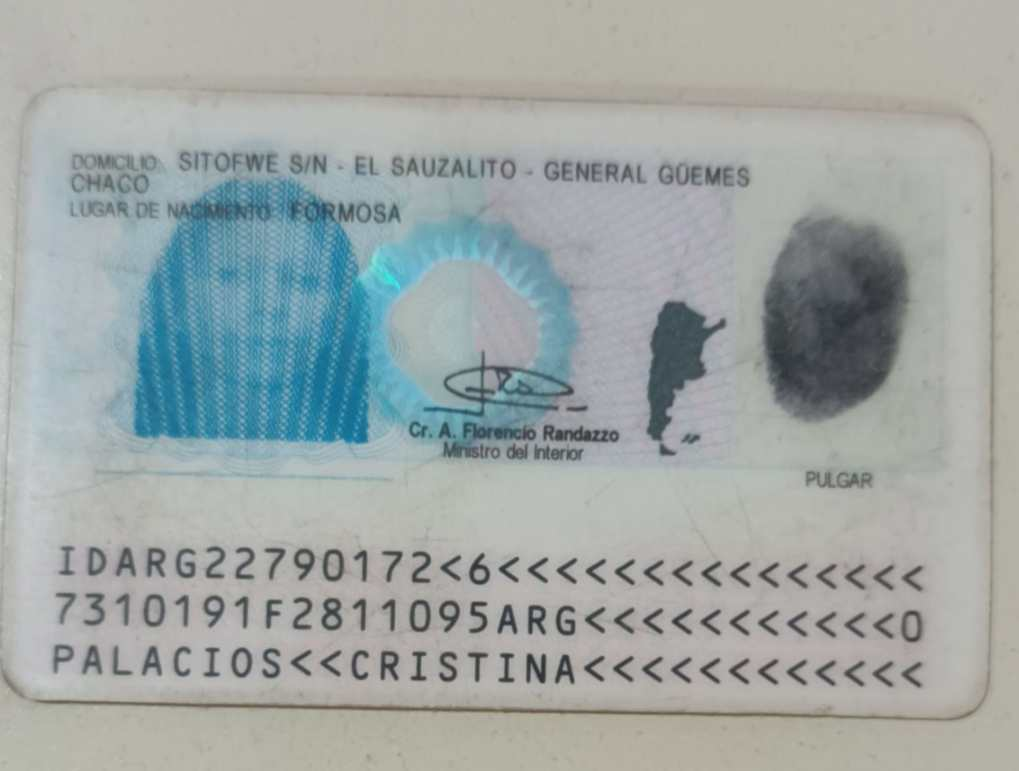 DOMICILIO: SITOFWE S/N - EL SAUZALITO - GENERAL GÜEMES
CHACO
LUGAR DE NACIMIENTO: FORMOSA
Cr. A. Florencio Randazzo
Ministro del Interior
PULGAR
IDARG22790172<6<<<<<<<<<<<<<<<
7310191F2811095ARG<<<<<<<<<<<0
PALACIOS<<CRISTINA<<<<<<<<<<<<